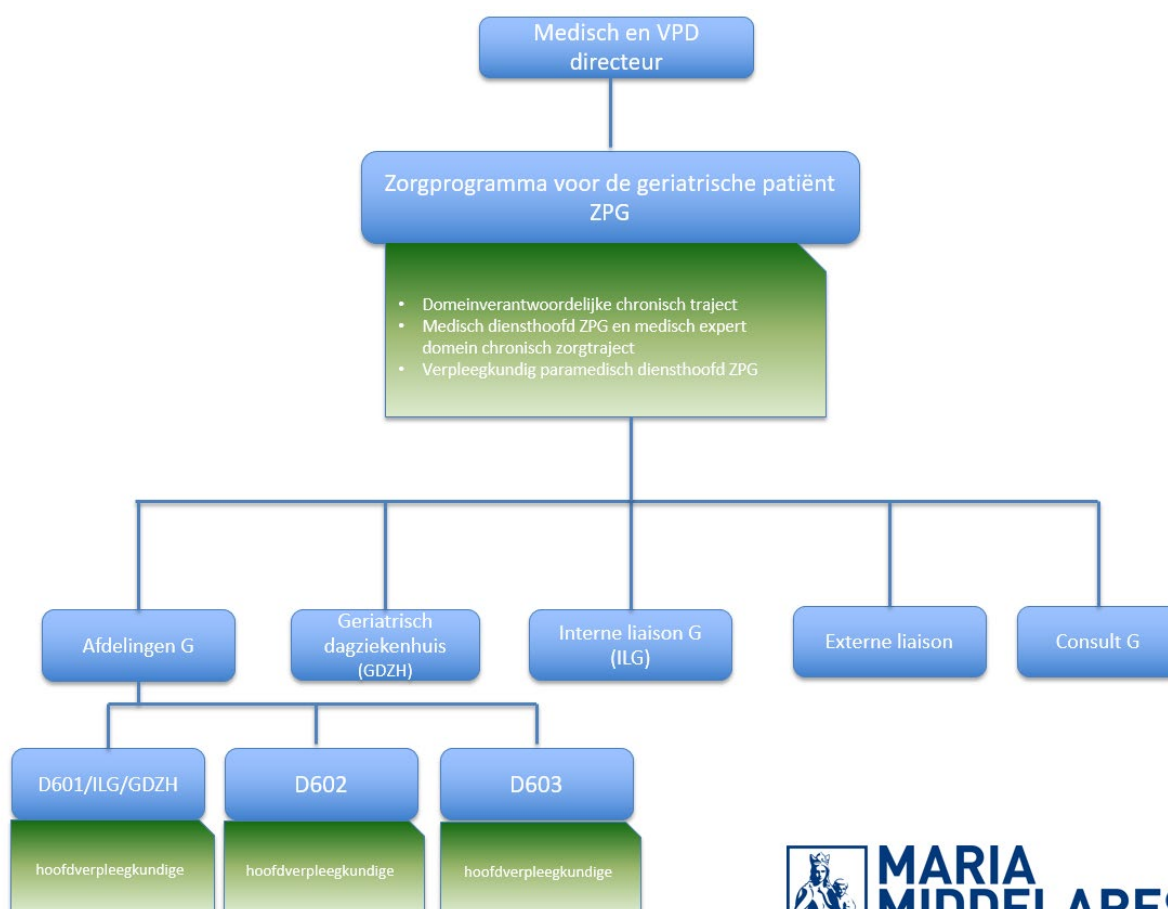 Medisch en VPD
directeur
Zorgprogramma voor de geriatrische patiënt
ZPG
• Domeinverantwoordelijke chronisch traject
• Medisch diensthoofd ZPG en medisch expert
domein chronisch zorgtraject
• Verpleegkundig paramedisch diensthoofd ZPG
Afdelingen G
Geriatrisch
dagziekenhuis
(GDZH)
Interne liaison G
(ILG)
Externe liaison
Consult G
D601/ILG/GDZH
D602
D603
hoofdverpleegkundige
hoofdverpleegkundige
hoofdverpleegkundige
MARIA
MIDDELARES